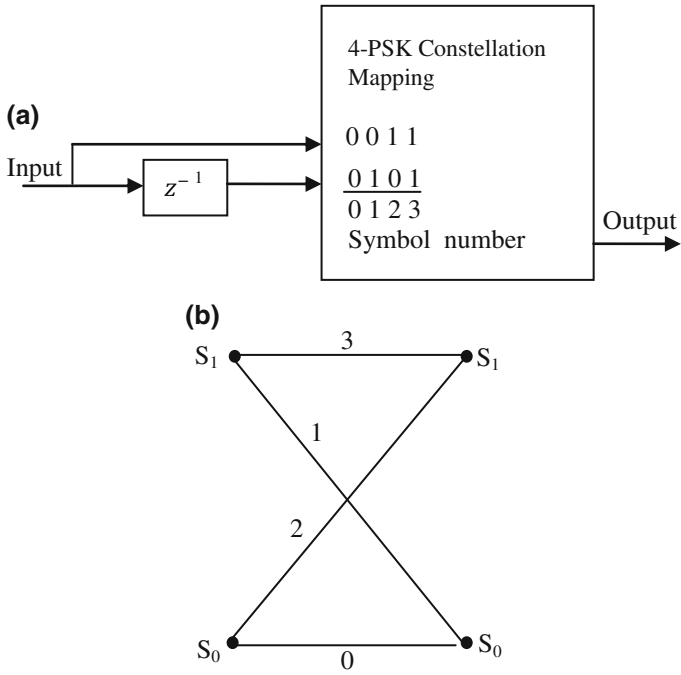 4-PSK Constellation
Mapping
(a)
0 0 1 1
Input
z⁻¹
0 1 0 1
0 1 2 3
Symbol number
Output
(b)
S₁
3
S₁
1
2
S₀
0
S₀